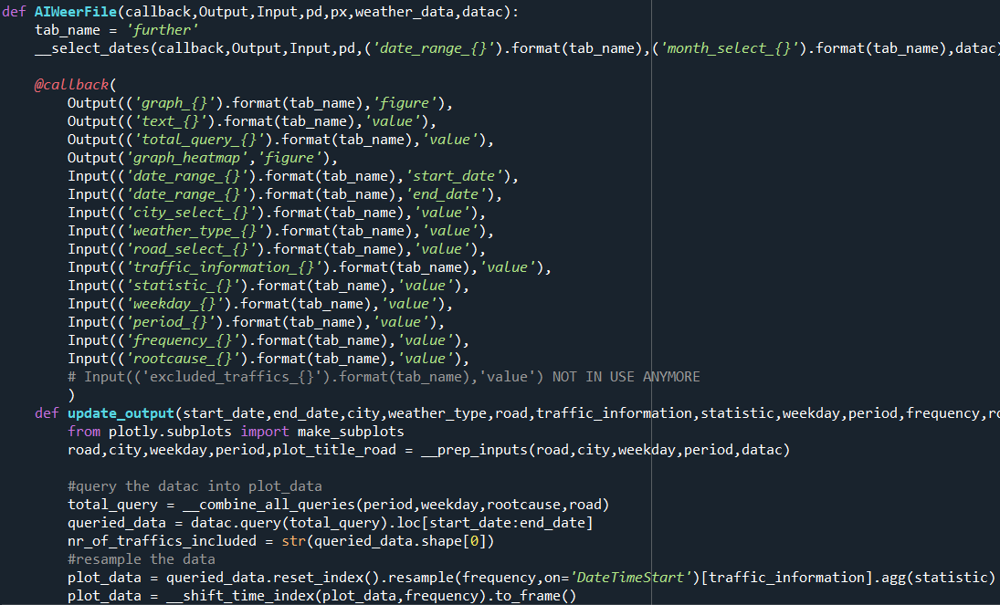 def AIWeerFile(callback,Output,Input,pd,px,weather_data,datac):
    tab_name = 'further'
    __select_dates(callback,Output,Input,pd,('date_range_{}').format(tab_name),('month_select_{}').format(tab_name),datac)
    @callback(
        Output(('graph_{}').format(tab_name),'figure'),
        Output(('text_{}').format(tab_name),'value'),
        Output(('total_query_{}').format(tab_name),'value'),
        Output('graph_heatmap','figure'),
        Input(('date_range_{}').format(tab_name),'start_date'),
        Input(('date_range_{}').format(tab_name),'end_date'),
        Input(('city_select_{}').format(tab_name),'value'),
        Input(('weather_type_{}').format(tab_name),'value'),
        Input(('road_select_{}').format(tab_name),'value'),
        Input(('traffic_information_{}').format(tab_name),'value'),
        Input(('statistic_{}').format(tab_name),'value'),
        Input(('weekday_{}').format(tab_name),'value'),
        Input(('period_{}').format(tab_name),'value'),
        Input(('frequency_{}').format(tab_name),'value'),
        Input(('rootcause_{}').format(tab_name),'value'),
        # Input(('excluded_traffics_{}').format(tab_name),'value') NOT IN USE ANYMORE
        )
    def update_output(start_date,end_date,city,weather_type,road,traffic_information,statistic,weekday,period,frequency,ro
        from plotly.subplots import make_subplots
        road,city,weekday,period,plot_title_road = __prep_inputs(road,city,weekday,period,datac)
        #query the datac into plot_data
        total_query = __combine_all_queries(period,weekday,rootcause,road)
        queried_data = datac.query(total_query).loc[start_date:end_date]
        nr_of_traffics_included = str(queried_data.shape[0])
        #resample the data
        plot_data = queried_data.reset_index().resample(frequency,on='DateTimeStart')[traffic_information].agg(statistic)
        plot_data = __shift_time_index(plot_data,frequency).to_frame()